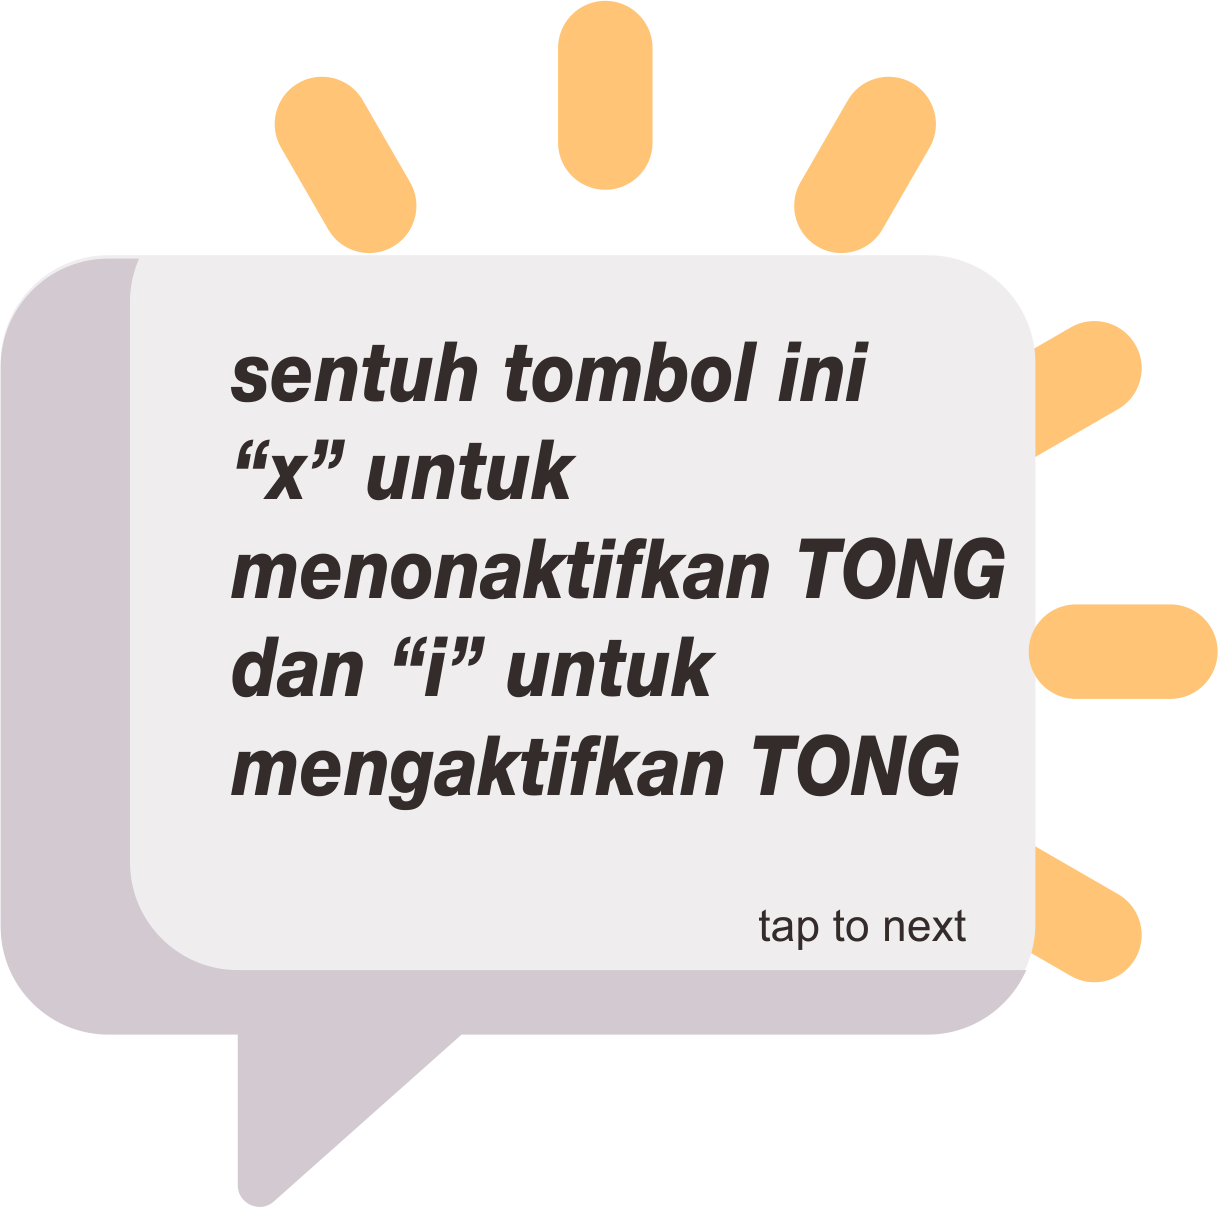 sentuh tombol ini
“x” untuk
menonaktifkan TONG
dan “i” untuk
mengaktifkan TONG
tap to next